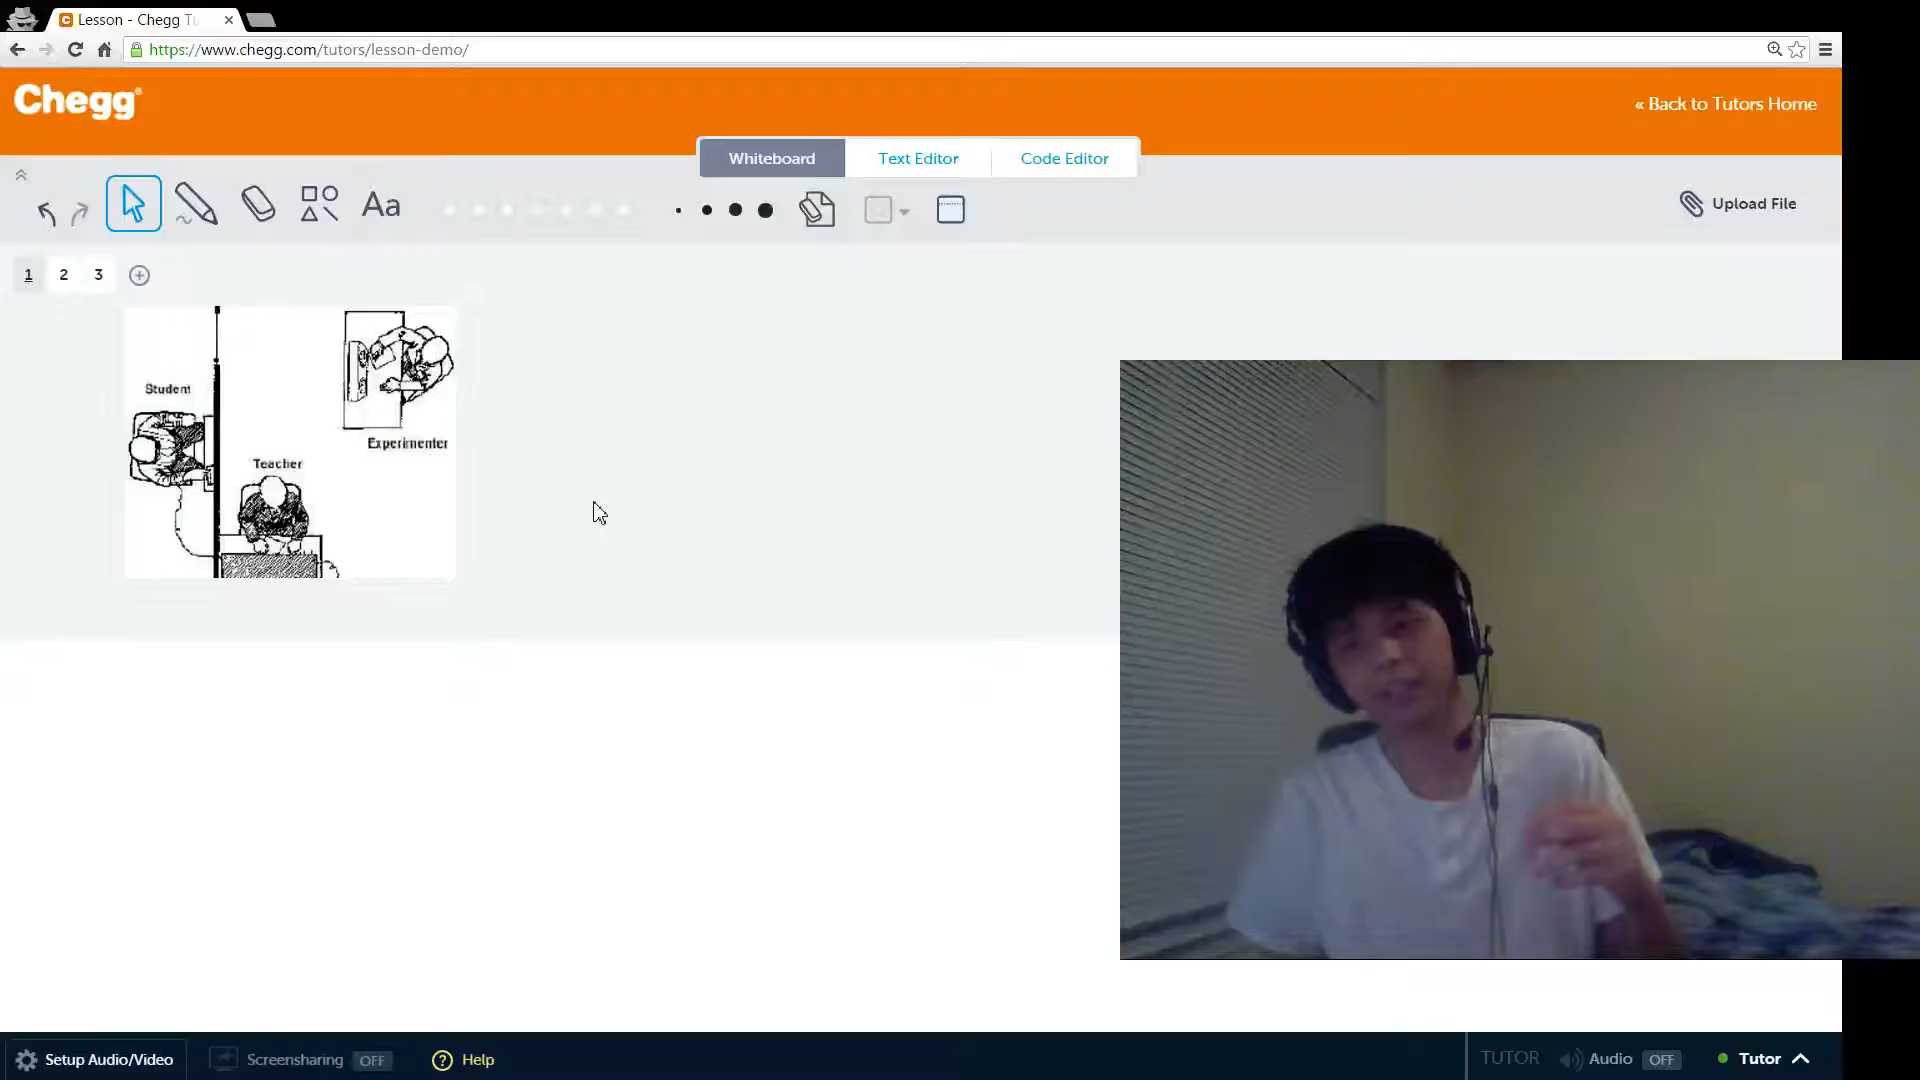 Lesson - Chegg Tu
https://www.chegg.com/tutors/lesson-demo/
Chegg
« Back to Tutors Home
Whiteboard
Text Editor
Code Editor
Aa
Upload File
1 2 3
Student
Experimenter
Teacher
Setup Audio/Video
Screensharing OFF
Help
TUTOR
Audio OFF
Tutor